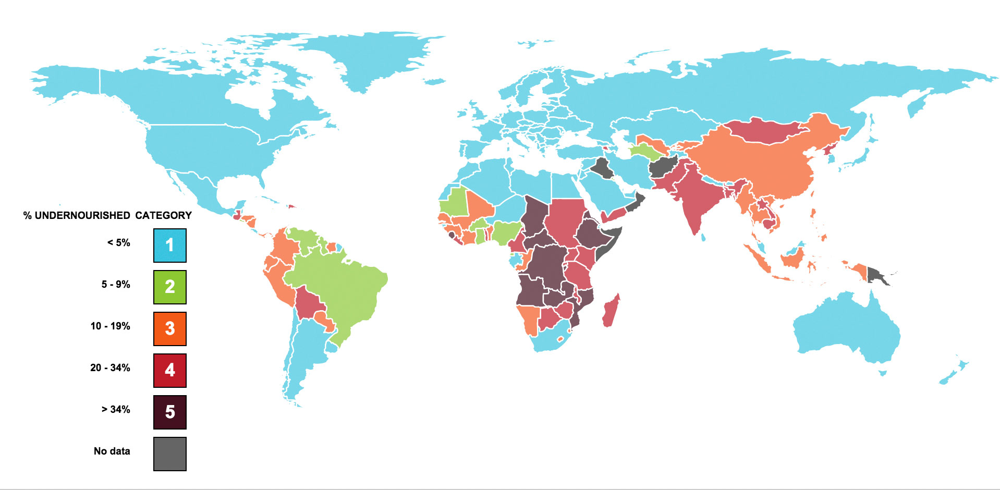 % UNDERNOURISHED CATEGORY
< 5% 1
5 - 9% 2
10 - 19% 3
20 - 34% 4
> 34% 5
No data